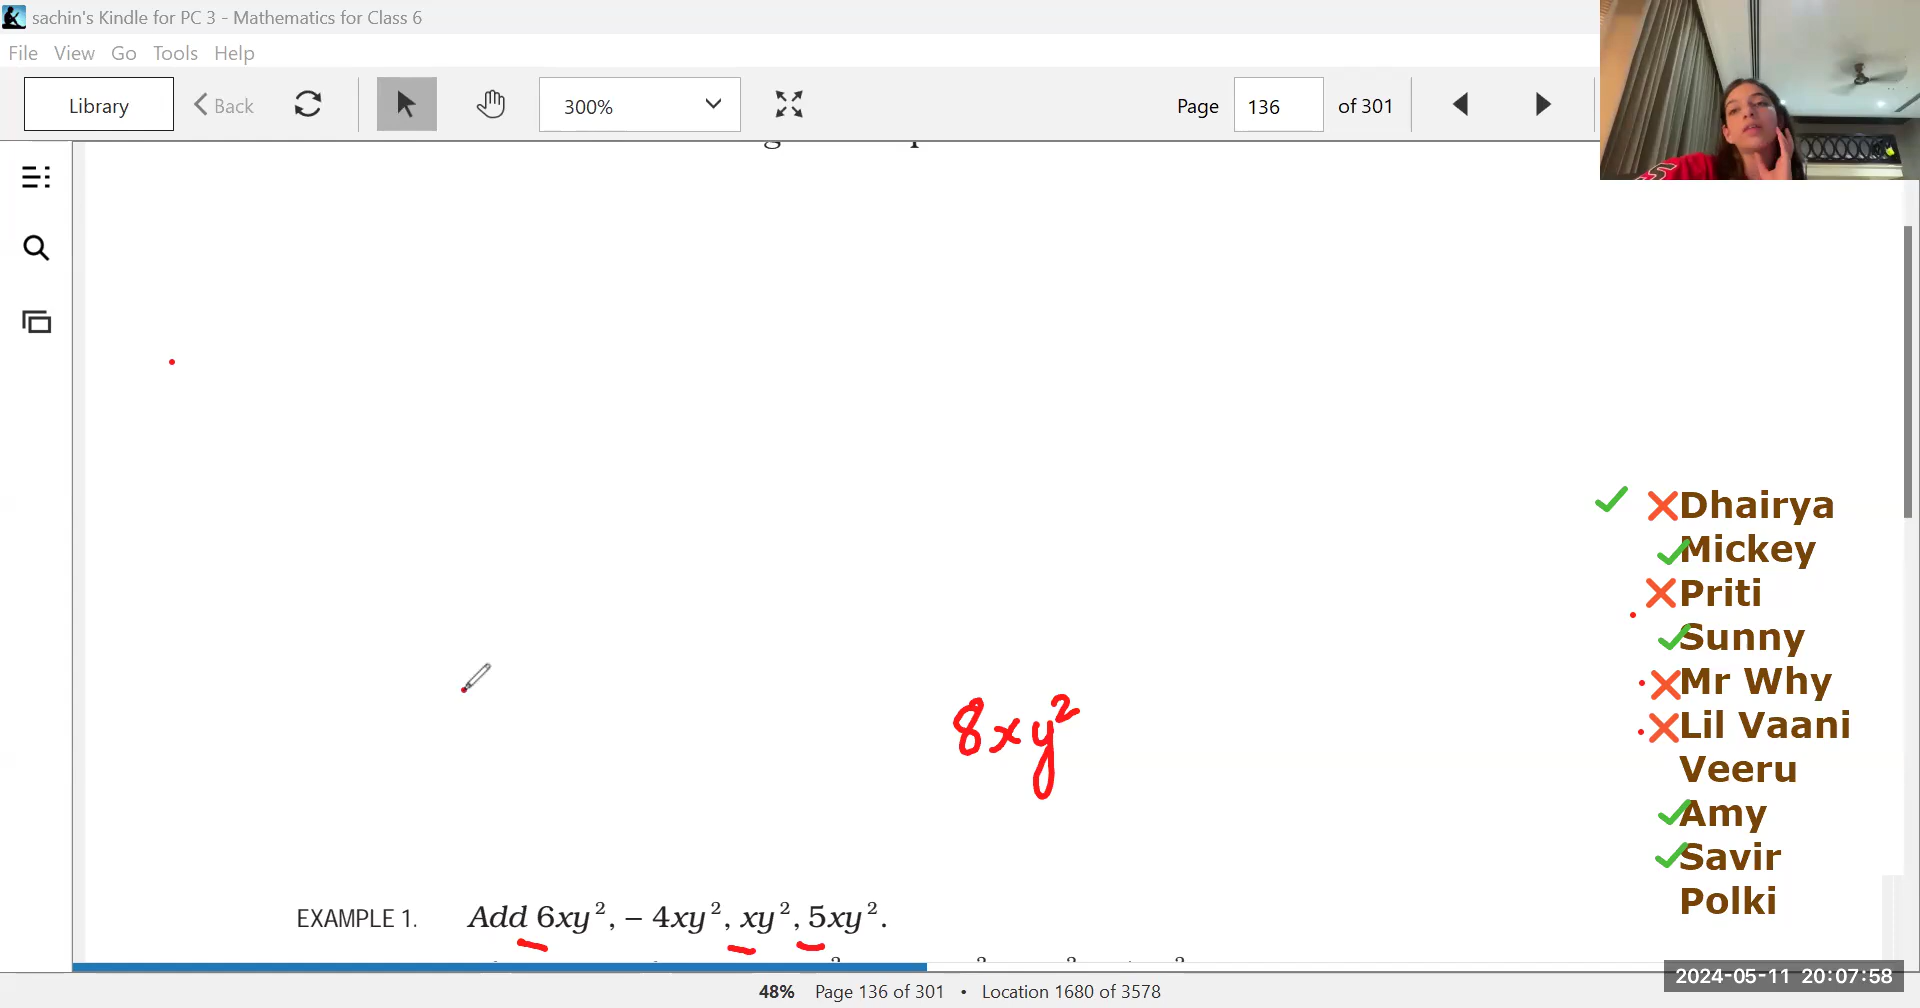 sachin's Kindle for PC 3 - Mathematics for Class 6
File View Go Tools Help
Library Back 300% Page 136 of 301
Dhairya
Mickey
Priti
Sunny
Mr Why
Lil Vaani
8xy²
Veeru
Amy
Savir
Polki
EXAMPLE 1. Add 6xy², – 4xy², xy², 5xy².
2024-05-11 20:07:58
48% Page 136 of 301 • Location 1680 of 3578